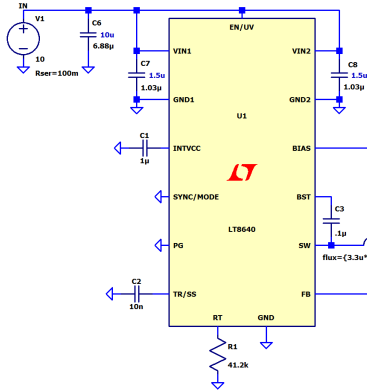 IN
V1
10
Rser=100m
C6
10u
6.88µ
EN/UV
VIN1
VIN2
C7
1.5u
1.03µ
C8
1.5u
1.03µ
GND1
GND2
U1
C1
1µ
INTVCC
BIAS
SYNC/MODE
BST
LT8640
C3
.1µ
PG
SW
flux={3.3u*
C2
10n
TR/SS
FB
RT
GND
R1
41.2k